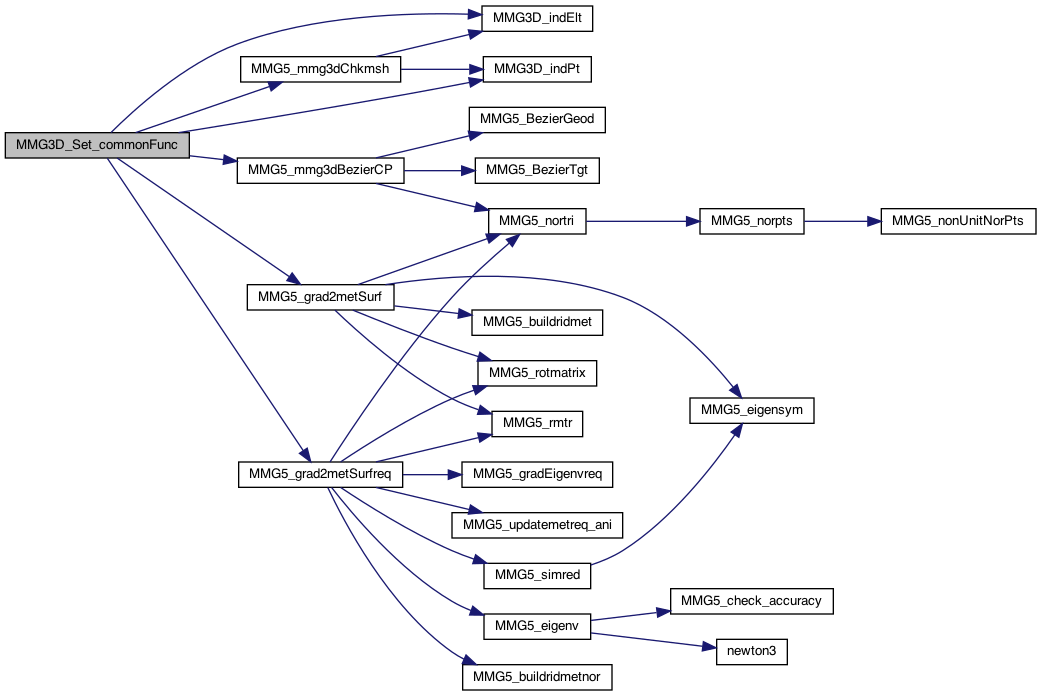 MMG3D_indElt
MMG5_mmg3dChkmsh
MMG3D_indPt
MMG5_BezierGeod
MMG3D_Set_commonFunc
MMG5_mmg3dBezierCP
MMG5_BezierTgt
MMG5_nortri
MMG5_norpts
MMG5_nonUnitNorPts
MMG5_grad2metSurf
MMG5_buildridmet
MMG5_rotmatrix
MMG5_eigensym
MMG5_rmtr
MMG5_grad2metSurfreq
MMG5_gradEigenvreq
MMG5_updatemetreq_ani
MMG5_simred
MMG5_check_accuracy
MMG5_eigenv
newton3
MMG5_buildridmetnor